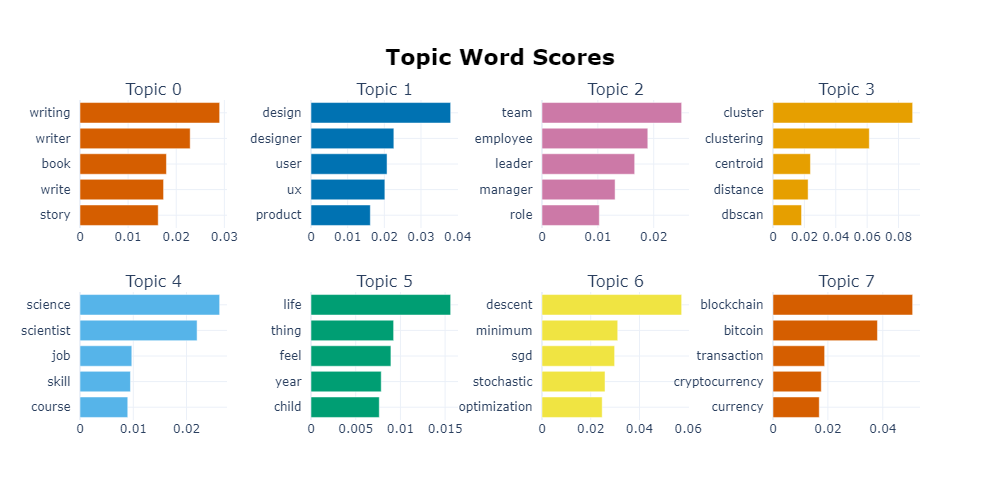 Topic Word Scores
Topic 0
writing
writer
book
write
story
0 0.01 0.02 0.03
Topic 1
design
designer
user
ux
product
0 0.01 0.02 0.03 0.04
Topic 2
team
employee
leader
manager
role
0 0.01 0.02
Topic 3
cluster
clustering
centroid
distance
dbscan
0 0.02 0.04 0.06 0.08
Topic 4
science
scientist
job
skill
course
0 0.01 0.02
Topic 5
life
thing
feel
year
child
0 0.005 0.01 0.015
Topic 6
descent
minimum
sgd
stochastic
optimization
0 0.02 0.04 0.06
Topic 7
blockchain
bitcoin
transaction
cryptocurrency
currency
0 0.02 0.04